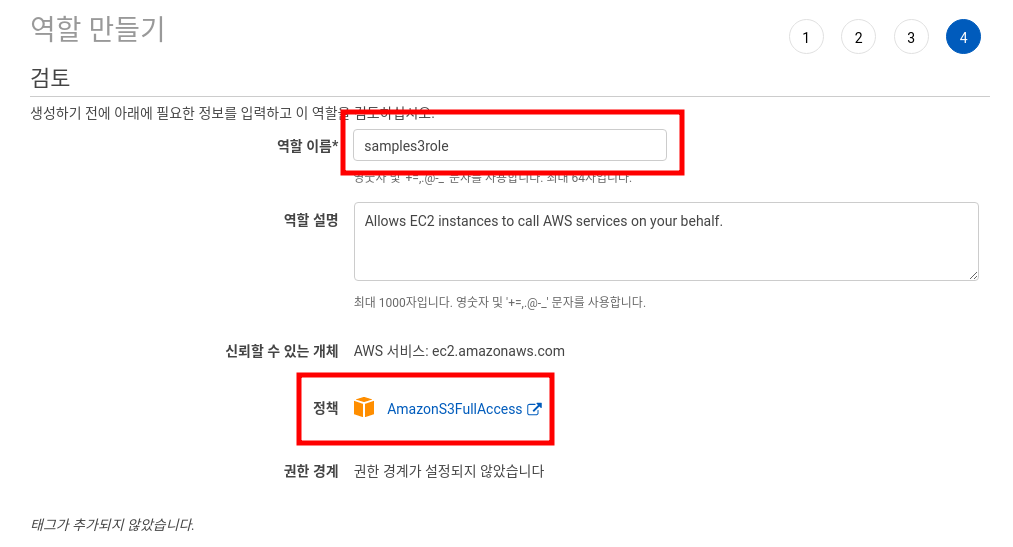 역할 만들기
1 2 3 4
검토
생성하기 전에 아래에 필요한 정보를 입력하고 이 역할을 검토하십시오.
역할 이름* samples3role
영숫자 및 '+=,.@-_' 문자를 사용합니다. 최대 64자입니다.
역할 설명 Allows EC2 instances to call AWS services on your behalf.
최대 1000자입니다. 영숫자 및 '+=,.@-_' 문자를 사용합니다.
신뢰할 수 있는 개체 AWS 서비스: ec2.amazonaws.com
정책 AmazonS3FullAccess
권한 경계 권한 경계가 설정되지 않았습니다
태그가 추가되지 않았습니다.